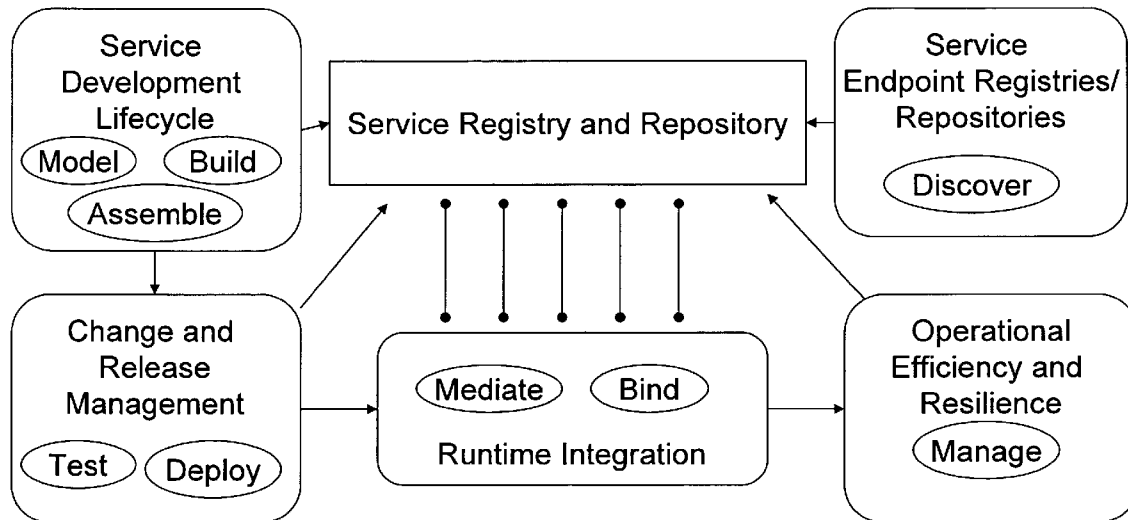 Service
Development
Lifecycle
Model
Build
Assemble
Service Registry and Repository
Service
Endpoint Registries/
Repositories
Discover
Change and
Release
Management
Test
Deploy
Mediate
Bind
Runtime Integration
Operational
Efficiency and
Resilience
Manage